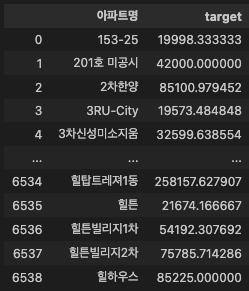 아파트명 target
0 153-25 19998.333333
1 201호 미공시 42000.000000
2 2차한양 85100.979452
3 3RU-City 19573.484848
4 3차신성미소지움 32599.638554
... ... ...
6534 힐탑트레져1동 258157.627907
6535 힐튼 21674.166667
6536 힐튼빌리지1차 54192.307692
6537 힐튼빌리지2차 75785.714286
6538 힐하우스 85225.000000